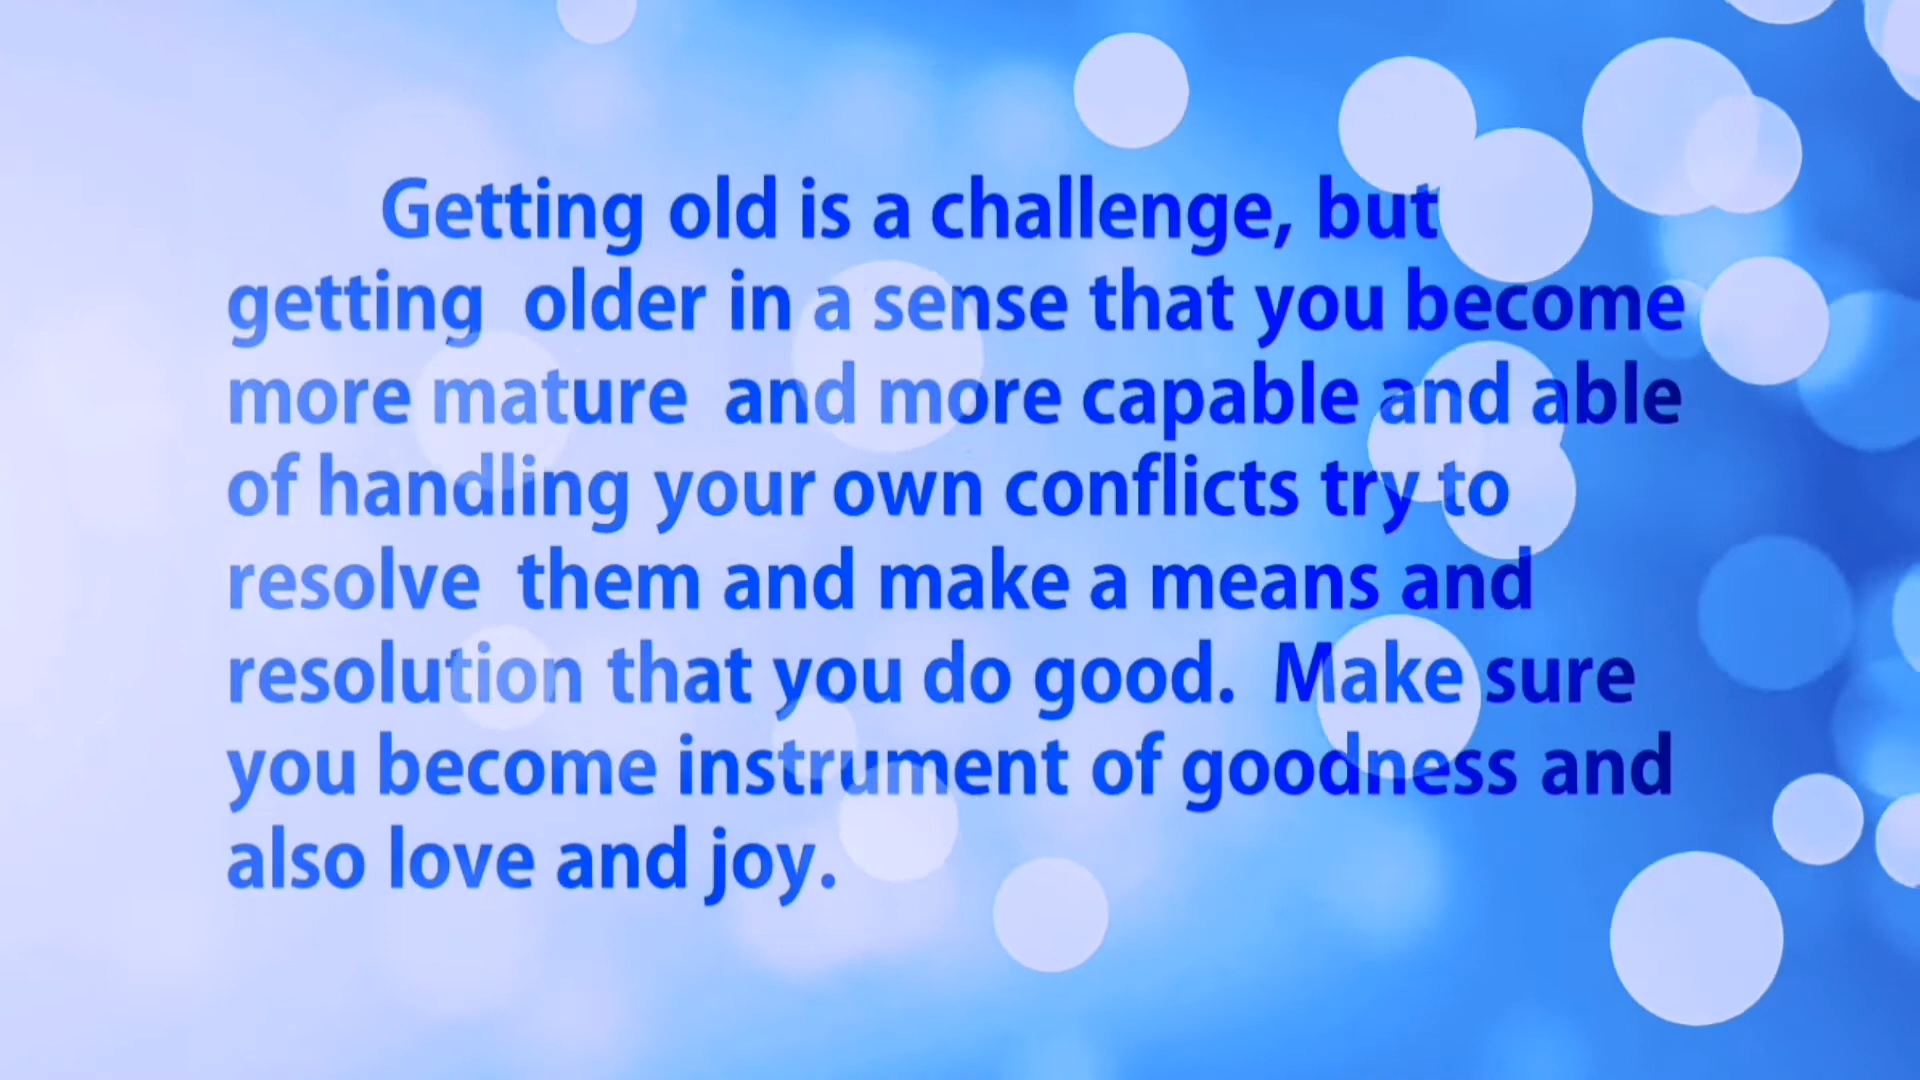 Getting old is a challenge, but
getting older in a sense that you become
more mature and more capable and able
of handling your own conflicts try to
resolve them and make a means and
resolution that you do good. Make sure
you become instrument of goodness and
also love and joy.